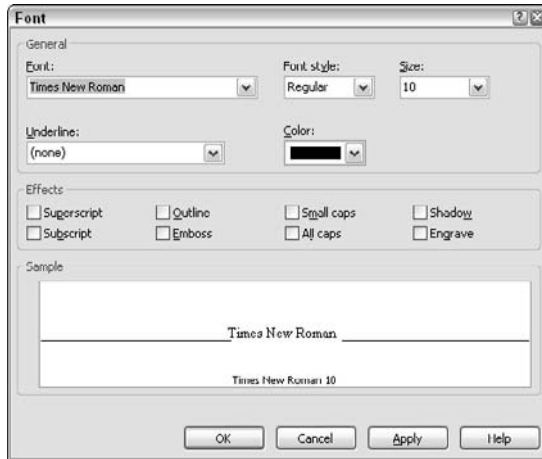 Font
General
Font: Font style: Size:
Times New Roman Regular 10
Underline: Color:
(none)
Effects
Superscript Outline Small caps Shadow
Subscript Emboss All caps Engrave
Sample
Times New Roman
Times New Roman 10
OK Cancel Apply Help